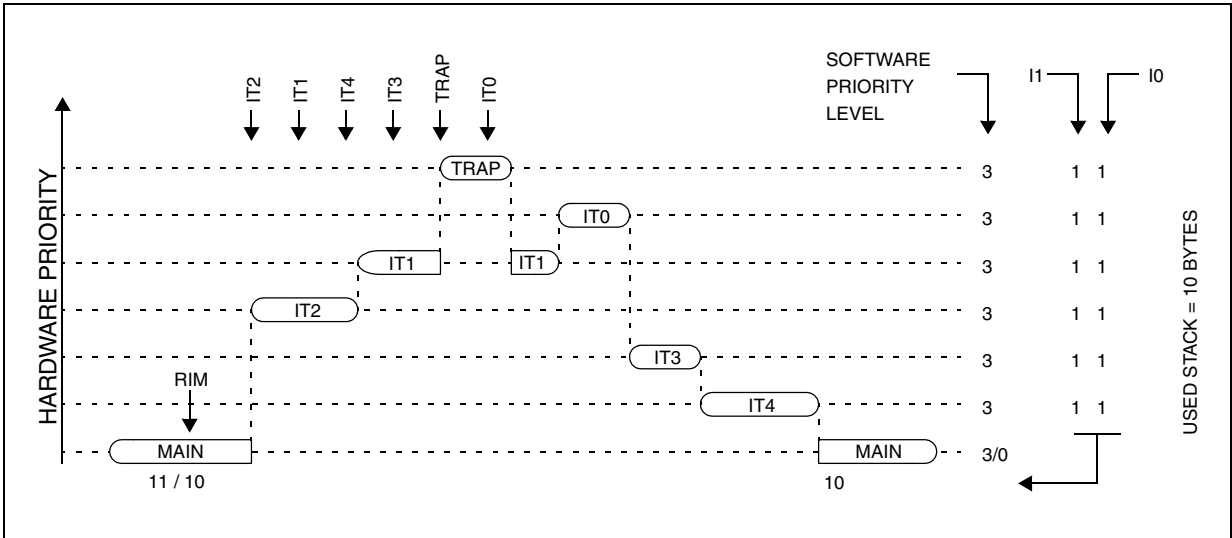 IT2
IT1
IT4
IT3
TRAP
IT0
SOFTWARE
PRIORITY
LEVEL
I1
I0
HARDWARE PRIORITY
TRAP
3 1 1
IT0
3 1 1
IT1
IT1
3 1 1
IT2
3 1 1
IT3
3 1 1
RIM
IT4
3 1 1
MAIN
MAIN
3/0
11 / 10
10
USED STACK = 10 BYTES